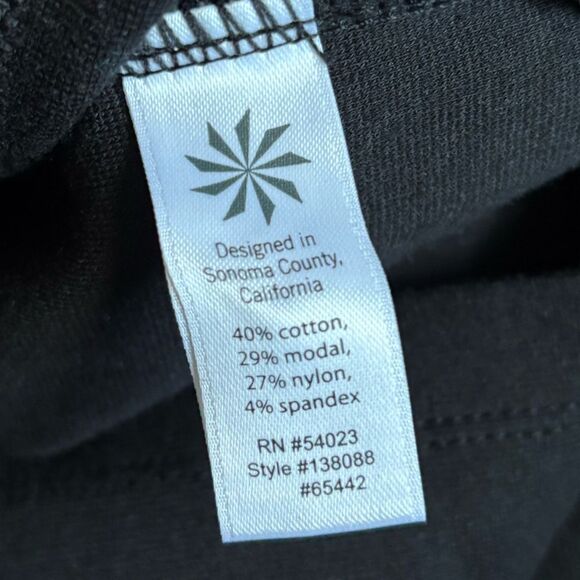 Designed in
Sonoma County,
California
40% cotton,
29% modal,
27% nylon,
4% spandex
RN #54023
Style #138088
#65442